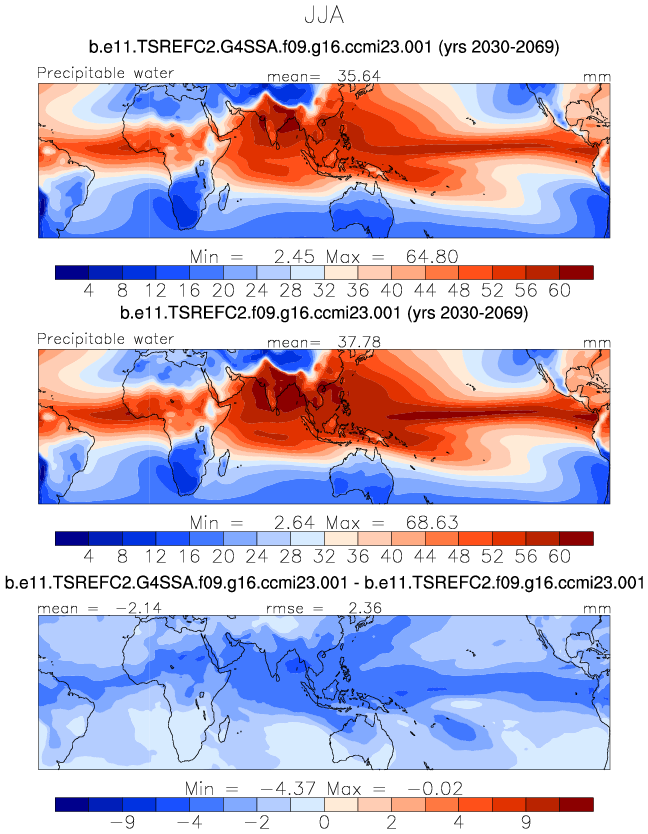 JJA
b.e11.TSREFC2.G4SSA.f09.g16.ccmi23.001 (yrs 2030-2069)
Precipitable water mean= 35.64 mm
Min = 2.45 Max = 64.80
4 8 12 16 20 24 28 32 36 40 44 48 52 56 60
b.e11.TSREFC2.f09.g16.ccmi23.001 (yrs 2030-2069)
Precipitable water mean= 37.78 mm
Min = 2.64 Max = 68.63
4 8 12 16 20 24 28 32 36 40 44 48 52 56 60
b.e11.TSREFC2.G4SSA.f09.g16.ccmi23.001 - b.e11.TSREFC2.f09.g16.ccmi23.001
mean = −2.14 rmse = 2.36 mm
Min = −4.37 Max = −0.02
−9 −4 −2 0 2 4 9